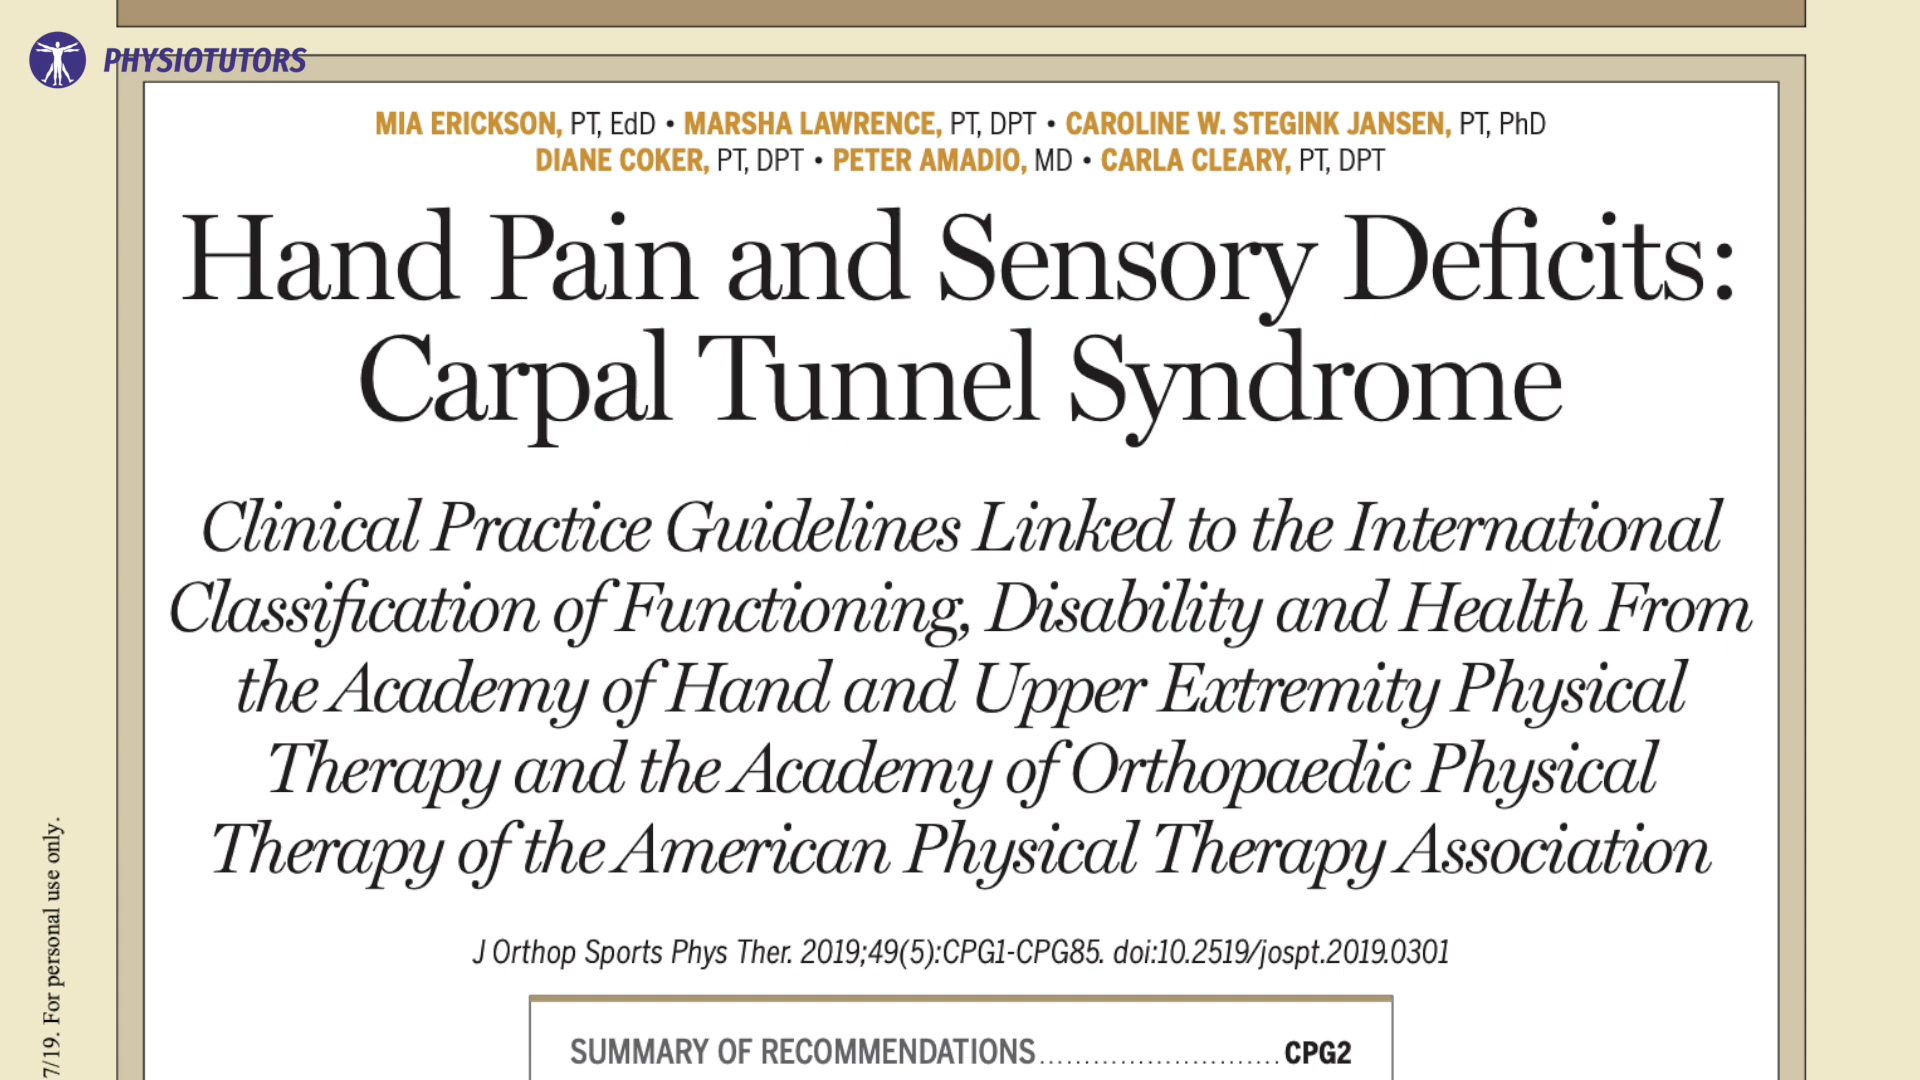 PHYSIOTUTORS
MIA ERICKSON, PT, EdD • MARSHA LAWRENCE, PT, DPT • CAROLINE W. STEGINK JANSEN, PT, PhD
DIANE COKER, PT, DPT • PETER AMADIO, MD • CARLA CLEARY, PT, DPT
Hand Pain and Sensory Deficits:
Carpal Tunnel Syndrome
Clinical Practice Guidelines Linked to the International
Classification of Functioning, Disability and Health From
the Academy of Hand and Upper Extremity Physical
Therapy and the Academy of Orthopaedic Physical
Therapy of the American Physical Therapy Association
J Orthop Sports Phys Ther. 2019;49(5):CPG1-CPG85. doi:10.2519/jospt.2019.0301
SUMMARY OF RECOMMENDATIONS........................... CPG2
7/19. For personal use only.